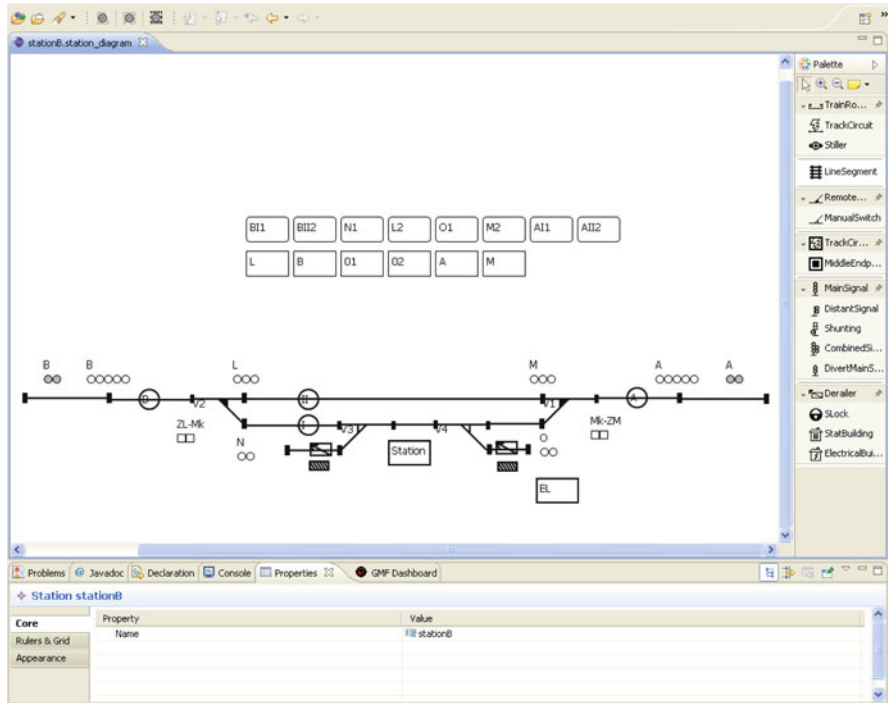 stationB.station_diagram
Palette
TrainRo...
TrackCircuit
Stiller
LineSegment
Remote...
ManualSwitch
TrackCir...
MiddleEndp...
MainSignal
DistantSignal
Shunting
CombinedSi...
DivertMainS...
Derailer
SLock
StatBuilding
ElectricalBui...
BI1 BII2 N1 L2 O1 M2 AI1 AII2
L B 01 02 A M
B B L M A A
B V2 II V1 A
ZL-Mk I V3 V4 Mk-ZM
N Station O
EL
Problems Javadoc Declaration Console Properties GMF Dashboard
Station stationB
Core
Rulers & Grid
Appearance
Property Value
Name stationB